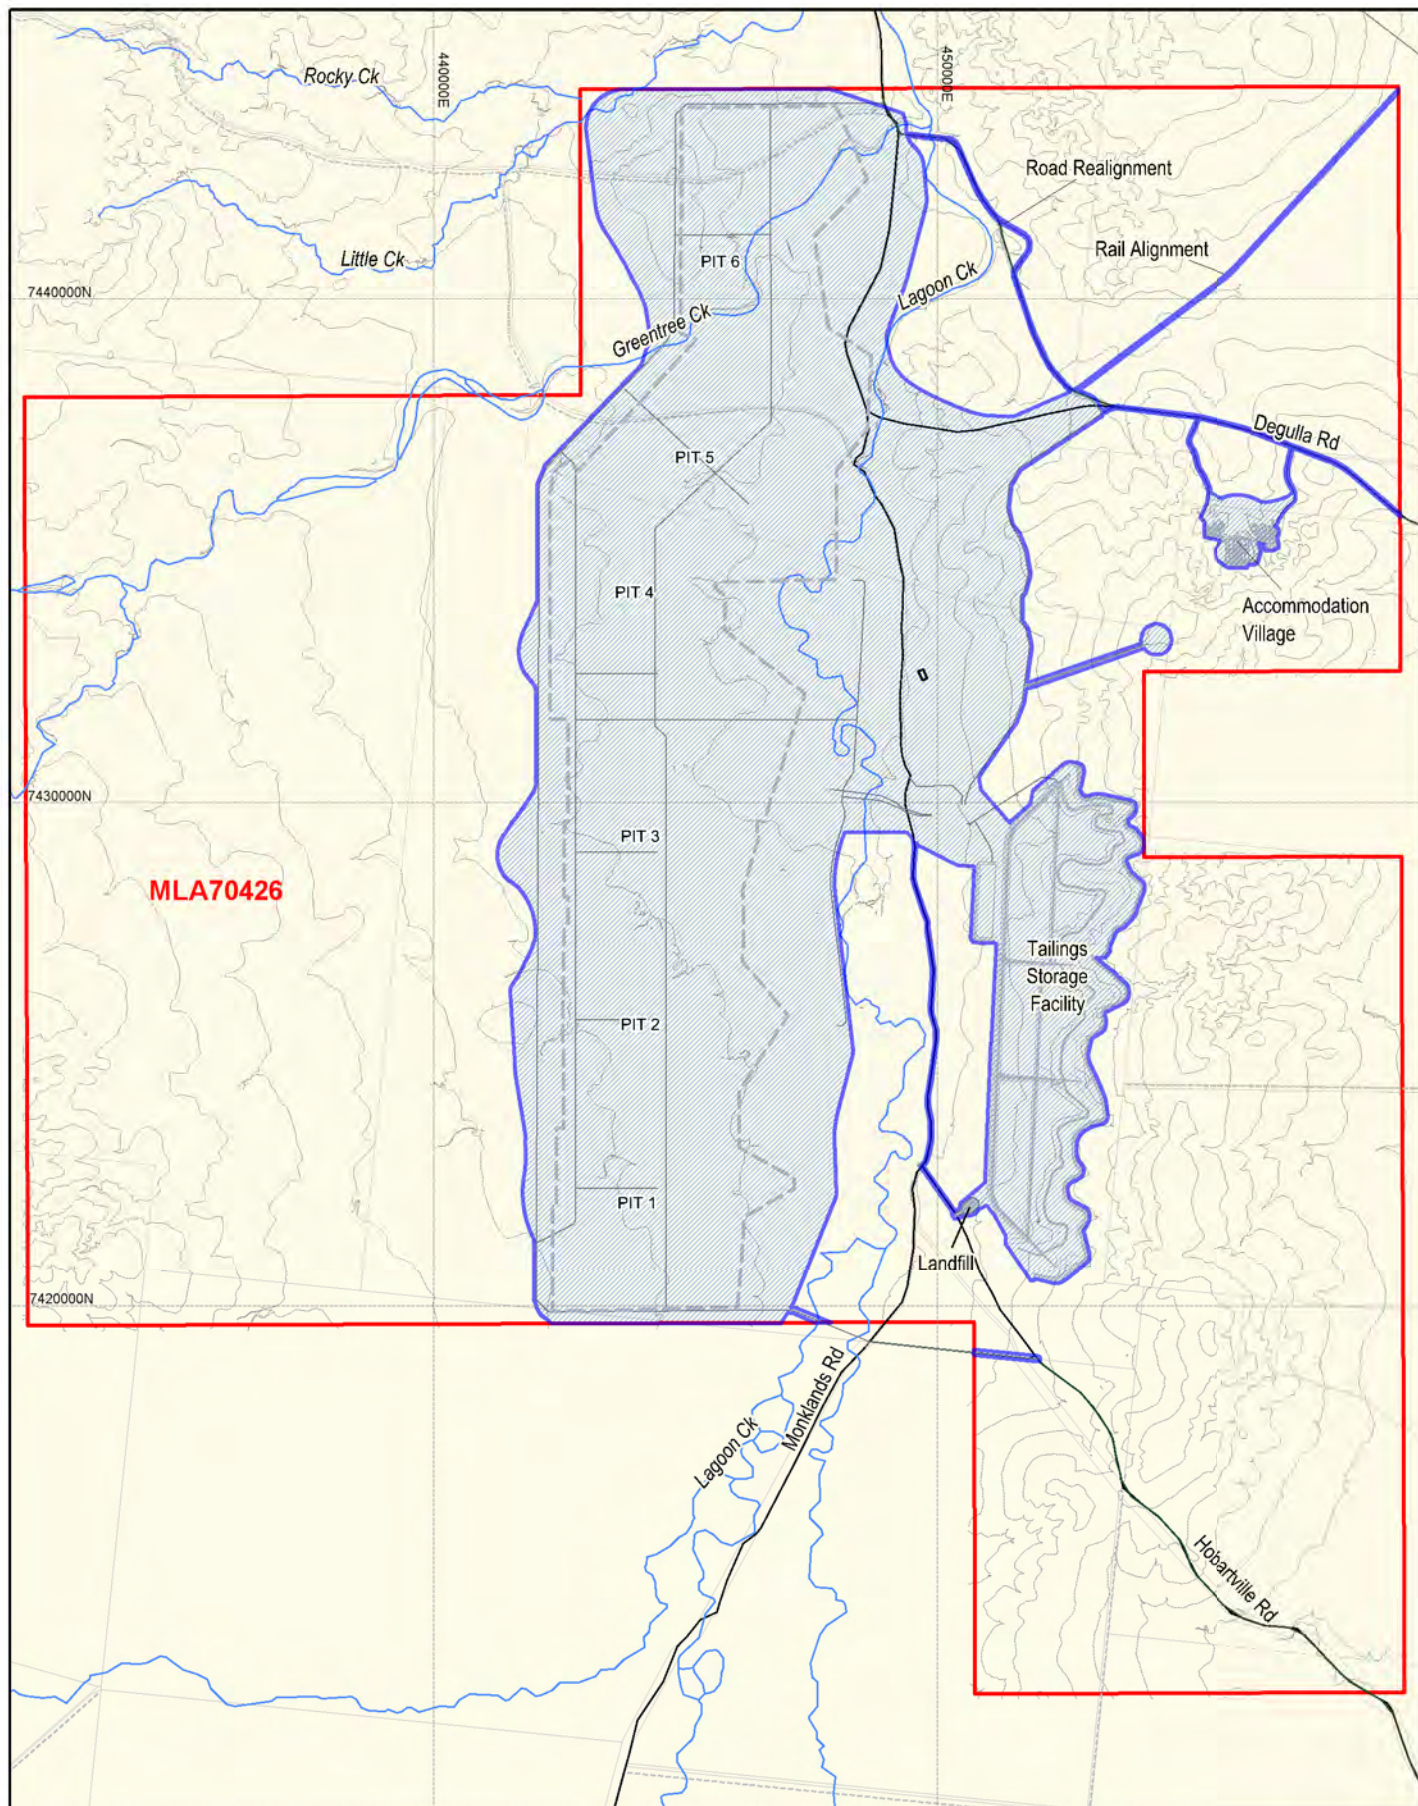 Rocky Ck
440000E
450000E
Road Realignment
Little Ck
Rail Alignment
PIT 6
Lagoon Ck
7440000N
Greentree Ck
Degulla Rd
PIT 5
PIT 4
Accommodation
Village
7430000N
PIT 3
MLA70426
Tailings
Storage
Facility
PIT 2
PIT 1
Landfill
7420000N
Monklands Rd
Lagoon Ck
Hobartville Rd